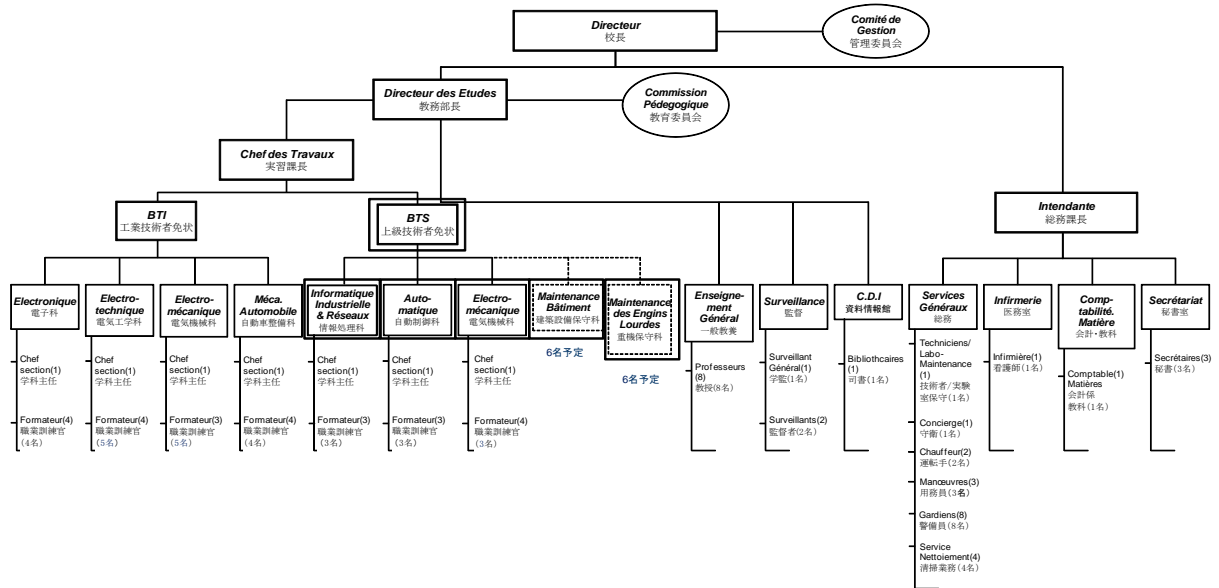 Directeur
校長
Comité de
Gestion
管理委員会
Directeur des Etudes
教務部長
Commission
Pédegogique
教育委員会
Chef des Travaux
実習課長
BTI
工業技術者免状
BTS
上級技術者免状
Intendante
総務課長
Electronique
電子科
Electro-
technique
電気工学科
Electro-
mécanique
電気機械科
Méca.
Automobile
自動車整備科
Informatique
Industrielle
& Réseaux
情報処理科
Auto-
matique
自動制御科
Electro-
mécanique
電気機械科
Maintenance
Bâtiment
建築設備保守科
Maintenance
des Engins
Lourdes
重機保守科
Enseigne-
ment
Général
一般教養
Surveillance
監督
C.D.I
資料情報館
Services
Généraux
総務
Infirmerie
医務室
Comp-
tabilité.
Matière
会計・教科
Secrétariat
秘書室
Chef
section(1)
学科主任
Formateur(4)
職業訓練官
(4名)
Chef
section(1)
学科主任
Formateur(4)
職業訓練官
(5名)
Chef
section(1)
学科主任
Formateur(3)
職業訓練官
(5名)
Chef
section(1)
学科主任
Formateur(4)
職業訓練官
(4名)
Chef
section(1)
学科主任
Formateur(3)
職業訓練官
(3名)
Chef
section(1)
学科主任
Formateur(3)
職業訓練官
(3名)
Chef
section(1)
学科主任
Formateur(4)
職業訓練官
(3名)
6名予定
6名予定
Professeurs
(8)
教授(8名)
Surveillant
Général(1)
学監(1名)
Surveillants(2)
監督者(2名)
Bibliothcaires
(1)
司書(1名)
Techniciens/
Labo-
Maintenance
(1)
技術者/実験
室保守(1名)
Concierge(1)
守衛(1名)
Chauffeur(2)
運転手(2名)
Manœuvres(3)
用務員(3名)
Gardiens(8)
警備員(8名)
Service
Nettoiement(4)
清掃業務(4名)
Infirmière(1)
看護師(1名)
Comptable(1)
Matières
会計係
教科(1名)
Secrétaires(3)
秘書(3名)